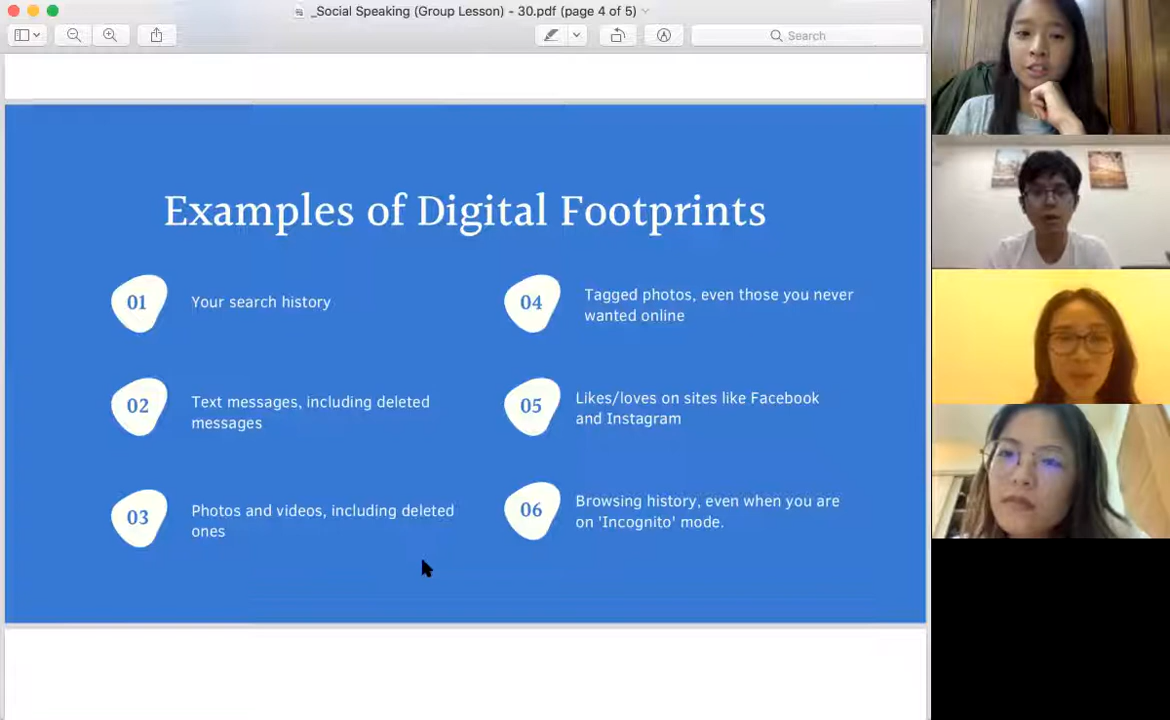 _Social Speaking (Group Lesson) - 30.pdf (page 4 of 5)
Search
Examples of Digital Footprints
01
Your search history
02
Text messages, including deleted
messages
03
Photos and videos, including deleted
ones
04
Tagged photos, even those you never
wanted online
05
Likes/loves on sites like Facebook
and Instagram
06
Browsing history, even when you are
on 'Incognito' mode.